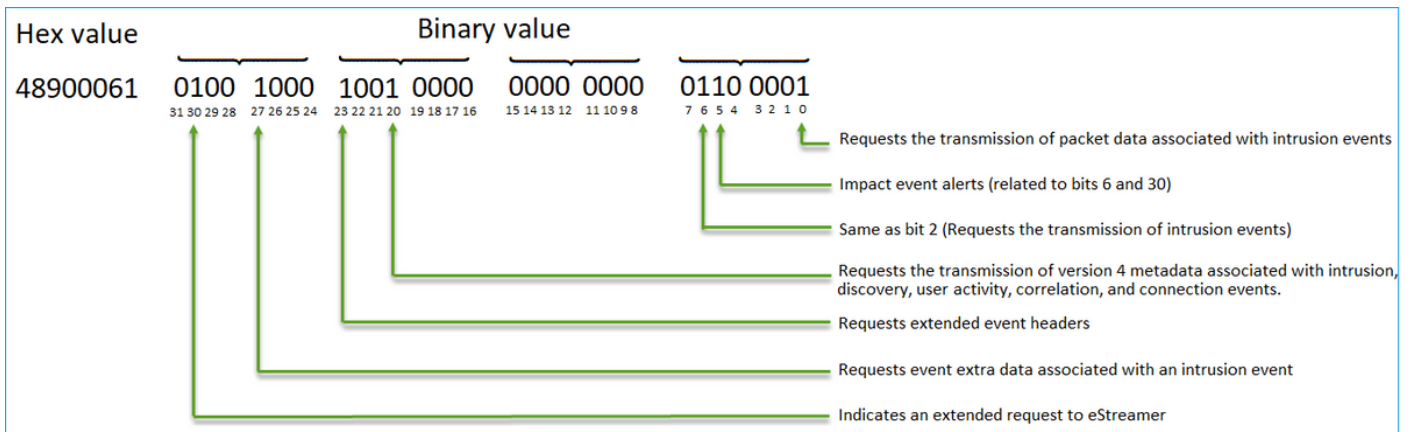 Hex value Binary value
48900061 0100 1000 1001 0000 0000 0000 0110 0001
31 30 29 28 27 26 25 24 23 22 21 20 19 18 17 16 15 14 13 12 11 10 9 8 7 6 5 4 3 2 1 0
Requests the transmission of packet data associated with intrusion events
Impact event alerts (related to bits 6 and 30)
Same as bit 2 (Requests the transmission of intrusion events)
Requests the transmission of version 4 metadata associated with intrusion,
discovery, user activity, correlation, and connection events.
Requests extended event headers
Requests event extra data associated with an intrusion event
Indicates an extended request to eStreamer